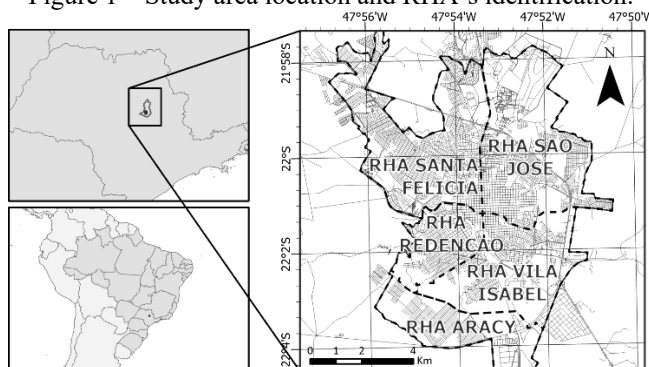 Figure 1 – Study area location and RHA's identification.
47°56'W 47°54'W 47°52'W 47°50'W
21°58'S
22°S
22°2'S
22°4'S
N
RHA SAO
JOSE
RHA SANTA
FELICIA
RHA
REDENCAO
RHA VILA
ISABEL
RHA ARACY
0 1 2 4
Km